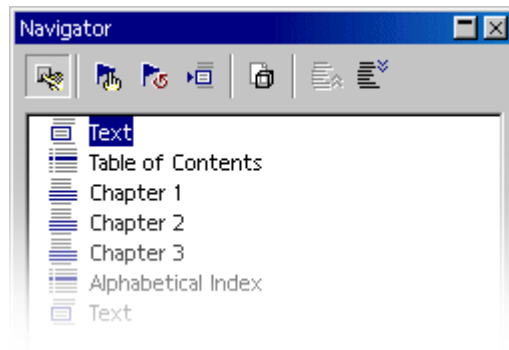 Navigator
Text
Table of Contents
Chapter 1
Chapter 2
Chapter 3
Alphabetical Index
Text